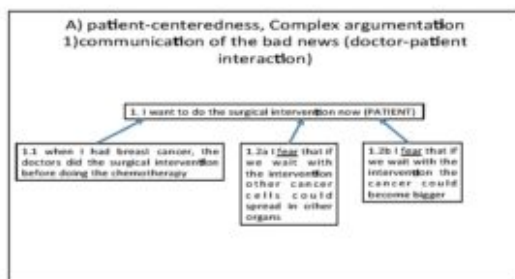 A) patient-centeredness, Complex argumentation
1)communication of the bad news (doctor-patient
interaction)
1. I want to do the surgical intervention now (PATIENT)
1.1 when I had breast cancer, the
doctors did the surgical intervention
before doing the chemotherapy
1.2a I fear that if
we wait with the
intervention
other cancer
cells could
spread in other
organs
1.2b I fear that if
we wait with the
intervention the
cancer could
become bigger